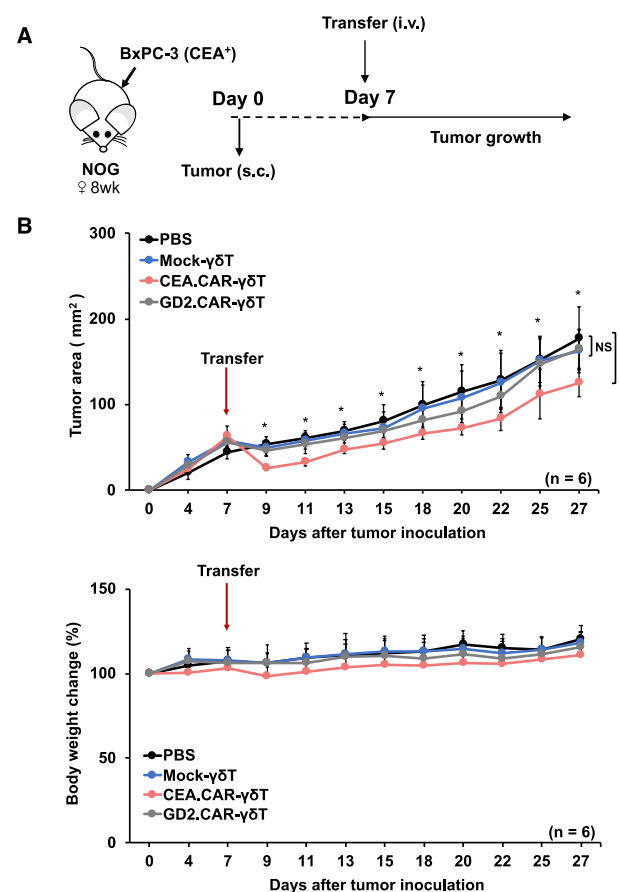 A
BxPC-3 (CEA⁺)
NOG
♀ 8wk
Day 0
Tumor (s.c.)
Transfer (i.v.)
Day 7
Tumor growth
B
Tumor area ( mm² )
300
200
100
0
PBS
Mock-γδT
CEA.CAR-γδT
GD2.CAR-γδT
Transfer
* * * * * * * * *
NS
(n = 6)
0 4 7 9 11 13 15 18 20 22 25 27
Days after tumor inoculation
Body weight change (%)
150
100
50
0
Transfer
PBS
Mock-γδT
CEA.CAR-γδT
GD2.CAR-γδT
(n = 6)
0 4 7 9 11 13 15 18 20 22 25 27
Days after tumor inoculation